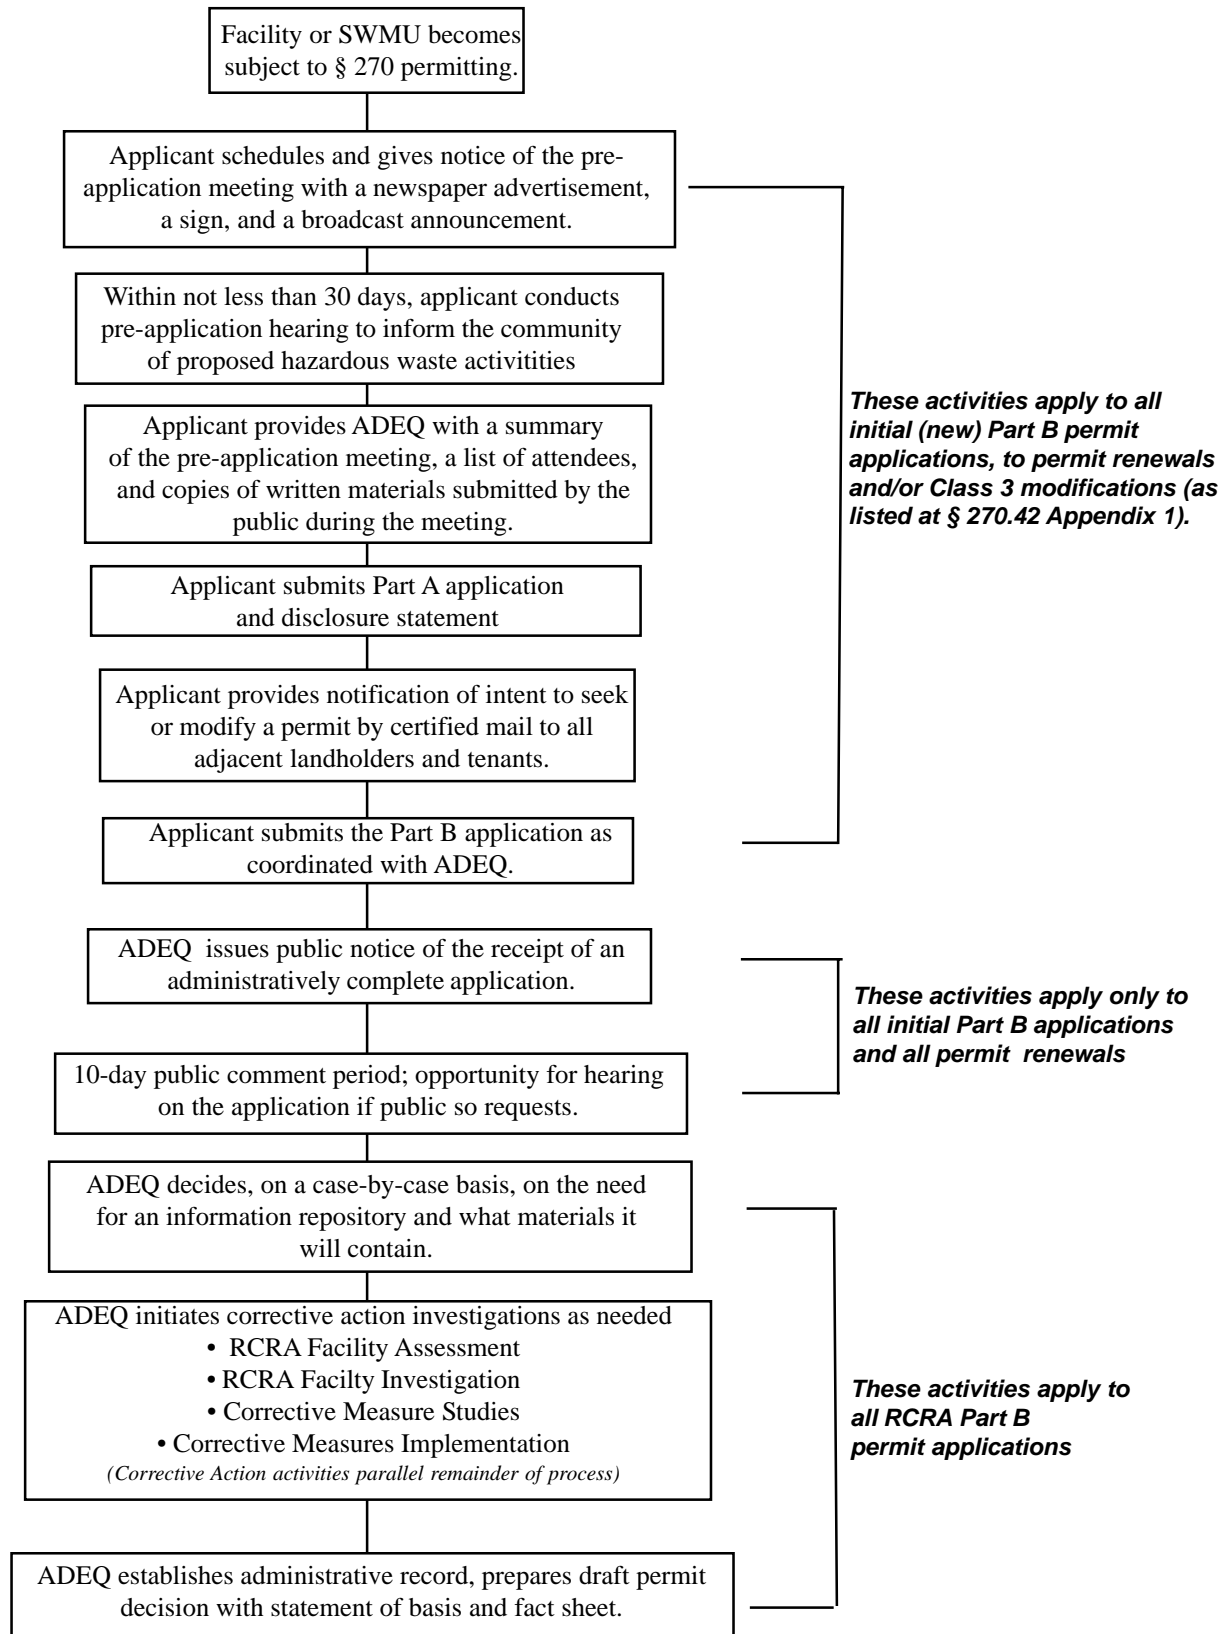 Facility or SWMU becomes
subject to § 270 permitting.
Applicant schedules and gives notice of the pre-
application meeting with a newspaper advertisement,
a sign, and a broadcast announcement.
Within not less than 30 days, applicant conducts
pre-application hearing to inform the community
of proposed hazardous waste activitities
Applicant provides ADEQ with a summary
of the pre-application meeting, a list of attendees,
and copies of written materials submitted by the
public during the meeting.
Applicant submits Part A application
and disclosure statement
Applicant provides notification of intent to seek
or modify a permit by certified mail to all
adjacent landholders and tenants.
Applicant submits the Part B application as
coordinated with ADEQ.
These activities apply to all
initial (new) Part B permit
applications, to permit renewals
and/or Class 3 modifications (as
listed at § 270.42 Appendix 1).
ADEQ issues public notice of the receipt of an
administratively complete application.
10-day public comment period; opportunity for hearing
on the application if public so requests.
These activities apply only to
all initial Part B applications
and all permit renewals
ADEQ decides, on a case-by-case basis, on the need
for an information repository and what materials it
will contain.
ADEQ initiates corrective action investigations as needed
• RCRA Facility Assessment
• RCRA Facilty Investigation
• Corrective Measure Studies
• Corrective Measures Implementation
(Corrective Action activities parallel remainder of process)
ADEQ establishes administrative record, prepares draft permit
decision with statement of basis and fact sheet.
These activities apply to
all RCRA Part B
permit applications